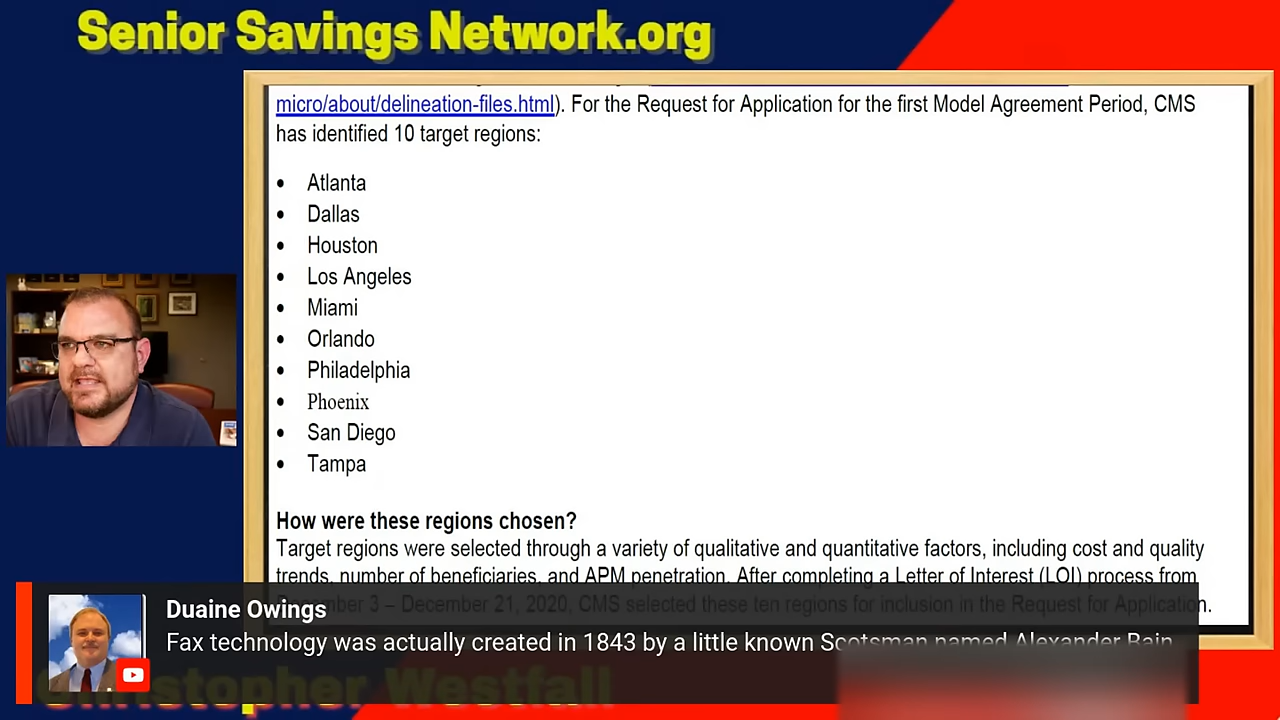 Senior Savings Network.org
micro/about/delineation-files.html). For the Request for Application for the first Model Agreement Period, CMS
has identified 10 target regions:
• Atlanta
• Dallas
• Houston
• Los Angeles
• Miami
• Orlando
• Philadelphia
• Phoenix
• San Diego
• Tampa
How were these regions chosen?
Target regions were selected through a variety of qualitative and quantitative factors, including cost and quality
trends, number of beneficiaries, and APM penetration. After completing a Letter of Interest (LOI) process from
3 – December 21, 2020, CMS selected these ten regions for inclusion in the Request for Application.
Duaine Owings
Fax technology was actually created in 1843 by a little known Scotsman named Alexander Bain
Christopher Westfall